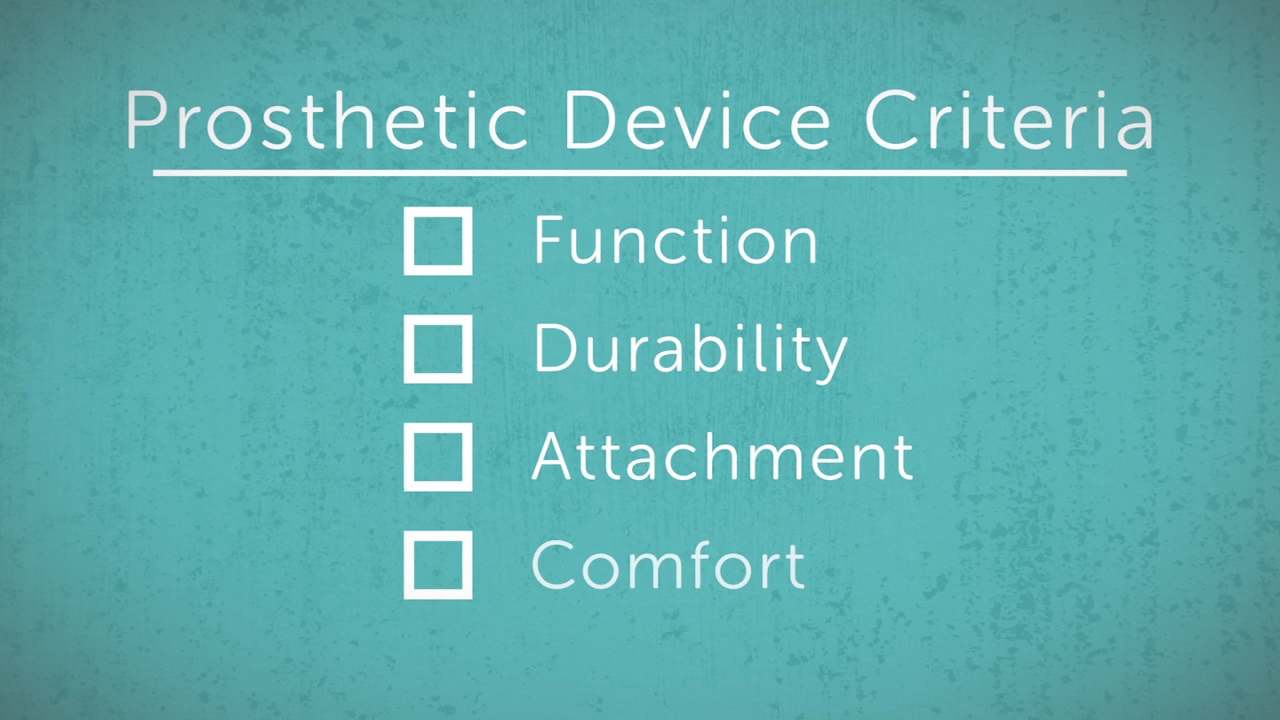 Prosthetic Device Criteria
Function
Durability
Attachment
Comfort